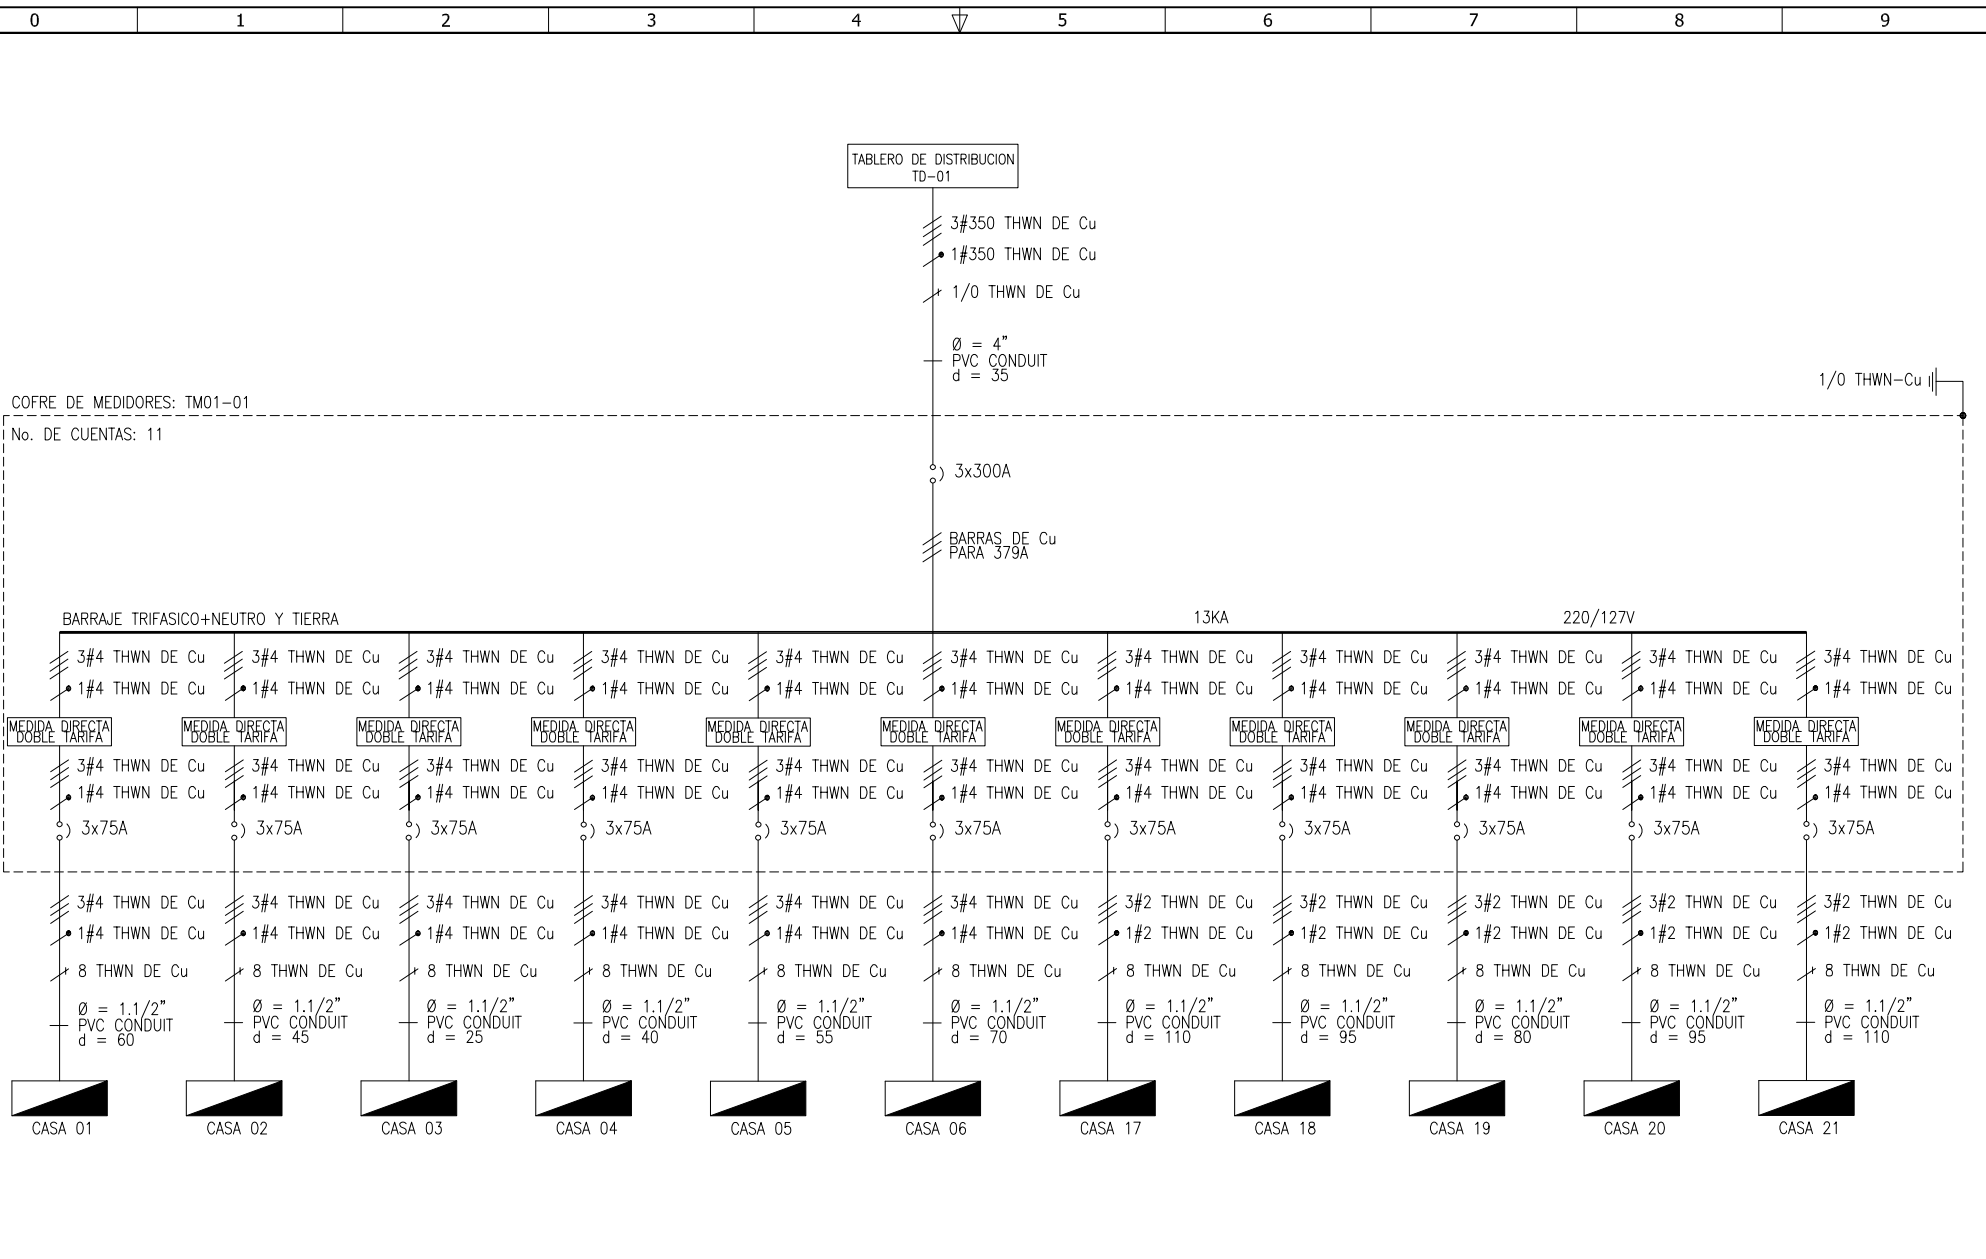 0 1 2 3 4 5 6 7 8 9
TABLERO DE DISTRIBUCION
TD-01
3#350 THWN DE Cu
1#350 THWN DE Cu
1/0 THWN DE Cu
Ø = 4"
PVC CONDUIT
d = 35
1/0 THWN-Cu
COFRE DE MEDIDORES: TM01-01
No. DE CUENTAS: 11
3x300A
BARRAS DE Cu
PARA 379A
BARRAJE TRIFASICO+NEUTRO Y TIERRA 13KA 220/127V
3#4 THWN DE Cu 3#4 THWN DE Cu 3#4 THWN DE Cu 3#4 THWN DE Cu 3#4 THWN DE Cu 3#4 THWN DE Cu 3#4 THWN DE Cu 3#4 THWN DE Cu 3#4 THWN DE Cu 3#4 THWN DE Cu 3#4 THWN DE Cu
1#4 THWN DE Cu 1#4 THWN DE Cu 1#4 THWN DE Cu 1#4 THWN DE Cu 1#4 THWN DE Cu 1#4 THWN DE Cu 1#4 THWN DE Cu 1#4 THWN DE Cu 1#4 THWN DE Cu 1#4 THWN DE Cu 1#4 THWN DE Cu
MEDIDA DIRECTA MEDIDA DIRECTA MEDIDA DIRECTA MEDIDA DIRECTA MEDIDA DIRECTA MEDIDA DIRECTA MEDIDA DIRECTA MEDIDA DIRECTA MEDIDA DIRECTA MEDIDA DIRECTA MEDIDA DIRECTA
DOBLE TARIFA DOBLE TARIFA DOBLE TARIFA DOBLE TARIFA DOBLE TARIFA DOBLE TARIFA DOBLE TARIFA DOBLE TARIFA DOBLE TARIFA DOBLE TARIFA DOBLE TARIFA
3#4 THWN DE Cu 3#4 THWN DE Cu 3#4 THWN DE Cu 3#4 THWN DE Cu 3#4 THWN DE Cu 3#4 THWN DE Cu 3#4 THWN DE Cu 3#4 THWN DE Cu 3#4 THWN DE Cu 3#4 THWN DE Cu 3#4 THWN DE Cu
1#4 THWN DE Cu 1#4 THWN DE Cu 1#4 THWN DE Cu 1#4 THWN DE Cu 1#4 THWN DE Cu 1#4 THWN DE Cu 1#4 THWN DE Cu 1#4 THWN DE Cu 1#4 THWN DE Cu 1#4 THWN DE Cu 1#4 THWN DE Cu
3x75A 3x75A 3x75A 3x75A 3x75A 3x75A 3x75A 3x75A 3x75A 3x75A 3x75A
3#4 THWN DE Cu 3#4 THWN DE Cu 3#4 THWN DE Cu 3#4 THWN DE Cu 3#4 THWN DE Cu 3#4 THWN DE Cu 3#2 THWN DE Cu 3#2 THWN DE Cu 3#2 THWN DE Cu 3#2 THWN DE Cu 3#2 THWN DE Cu
1#4 THWN DE Cu 1#4 THWN DE Cu 1#4 THWN DE Cu 1#4 THWN DE Cu 1#4 THWN DE Cu 1#4 THWN DE Cu 1#2 THWN DE Cu 1#2 THWN DE Cu 1#2 THWN DE Cu 1#2 THWN DE Cu 1#2 THWN DE Cu
8 THWN DE Cu 8 THWN DE Cu 8 THWN DE Cu 8 THWN DE Cu 8 THWN DE Cu 8 THWN DE Cu 8 THWN DE Cu 8 THWN DE Cu 8 THWN DE Cu 8 THWN DE Cu 8 THWN DE Cu
Ø = 1.1/2" Ø = 1.1/2" Ø = 1.1/2" Ø = 1.1/2" Ø = 1.1/2" Ø = 1.1/2" Ø = 1.1/2" Ø = 1.1/2" Ø = 1.1/2" Ø = 1.1/2" Ø = 1.1/2"
PVC CONDUIT PVC CONDUIT PVC CONDUIT PVC CONDUIT PVC CONDUIT PVC CONDUIT PVC CONDUIT PVC CONDUIT PVC CONDUIT PVC CONDUIT PVC CONDUIT
d = 60 d = 45 d = 25 d = 40 d = 55 d = 70 d = 110 d = 95 d = 80 d = 95 d = 110
CASA 01 CASA 02 CASA 03 CASA 04 CASA 05 CASA 06 CASA 17 CASA 18 CASA 19 CASA 20 CASA 21